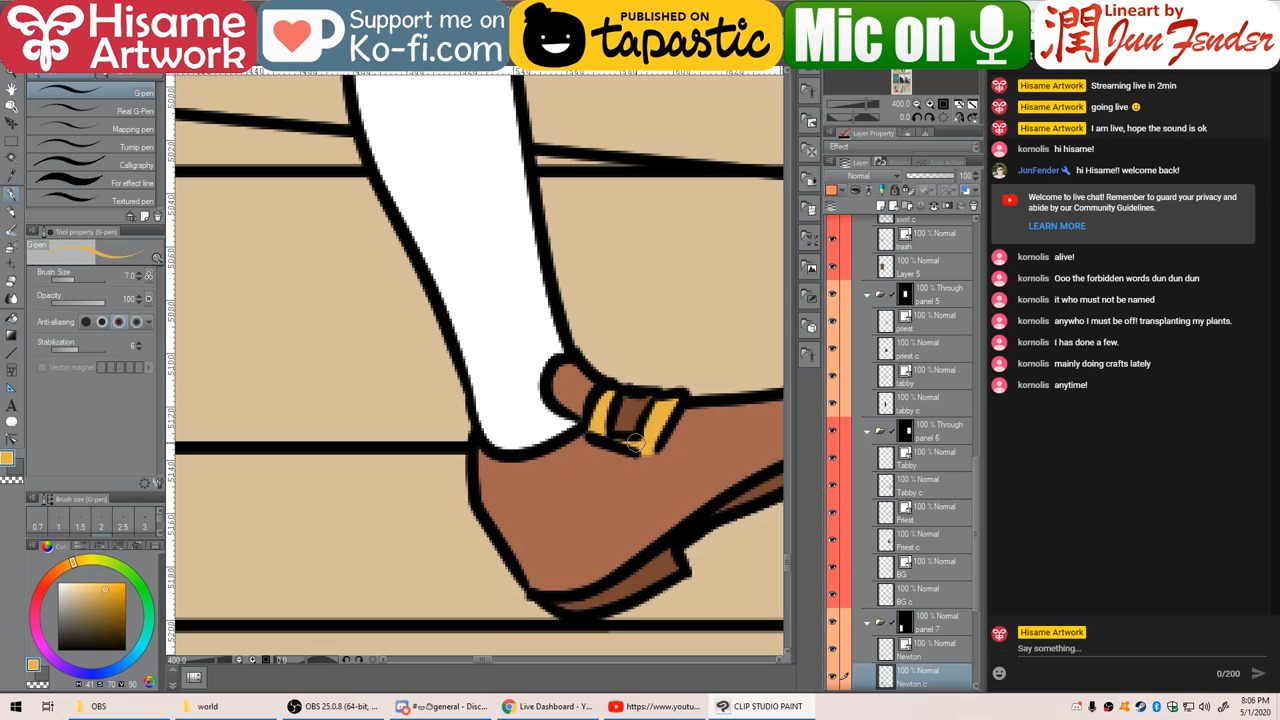 Hisame
Artwork
Support me on
Ko-fi.com
PUBLISHED ON
tapastic
Mic on
Lineart by
潤 Jun Fender
G-pen
Real G-Pen
Mapping pen
Turnip pen
Calligraphy
For effect line
Textured pen
Tool property [G-pen]
G-pen
Brush Size 7.0
Opacity 100
Anti-aliasing
Stabilization 6
Vector magnet
Brush size [G-pen]
0.7 1 1.5 2 2.5 3
H 41 S 70 V 90
400.0
0.0
Layer Property
Effect
Layer
Normal 100
swirl c
100 % Normal
trash
100 % Normal
Layer 5
100 % Through
panel 5
100 % Normal
priest
100 % Normal
priest c
100 % Normal
tabby
100 % Normal
tabby c
100 % Through
panel 6
100 % Normal
Tabby
100 % Normal
Tabby c
100 % Normal
Priest
100 % Normal
Priest c
100 % Normal
BG
100 % Normal
BG c
100 % Normal
panel 7
100 % Normal
Newton
100 % Normal
Newton c
Hisame Artwork Streaming live in 2min
Hisame Artwork going live
Hisame Artwork I am live, hope the sound is ok
kornolis hi hisame!
JunFender hi Hisame!! welcome back!
Welcome to live chat! Remember to guard your privacy and
abide by our Community Guidelines.
LEARN MORE
kornolis alive!
kornolis Ooo the forbidden words dun dun dun
kornolis it who must not be named
kornolis anywho I must be off! transplanting my plants.
kornolis I has done a few.
kornolis mainly doing crafts lately
kornolis anytime!
Hisame Artwork
Say something...
0/200
OBS
world
OBS 25.0.8 (64-bit, ...
general - Disc...
Live Dashboard - Y...
https://www.youtu...
CLIP STUDIO PAINT
8:06 PM
5/1/2020